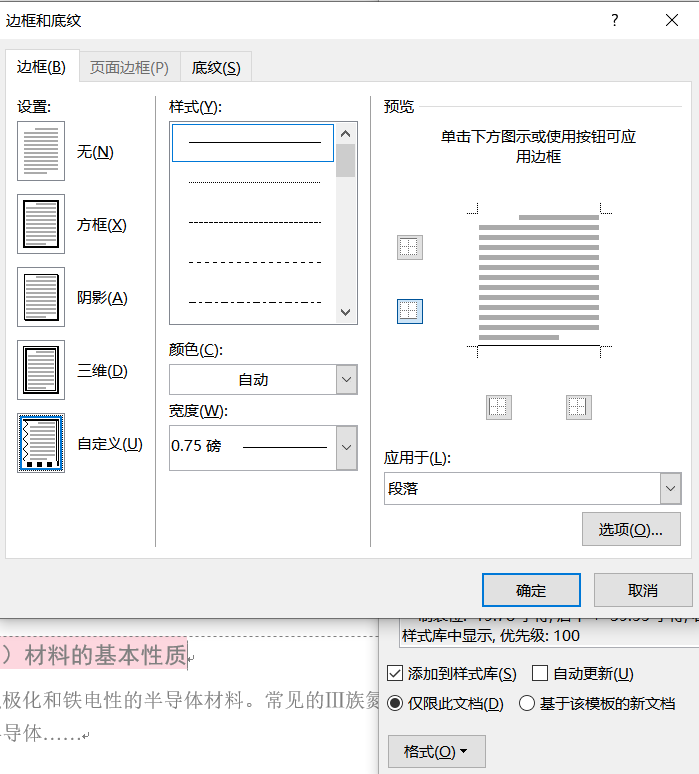 边框和底纹
?
边框(B) 页面边框(P) 底纹(S)
设置:
无(N)
方框(X)
阴影(A)
三维(D)
自定义(U)
样式(Y):
颜色(C):
自动
宽度(W):
0.75 磅
预览
单击下方图示或使用按钮可应
用边框
应用于(L):
段落
选项(O)...
确定 取消
样式库中显示, 优先级: 100
）材料的基本性质
极化和铁电性的半导体材料。常见的Ⅲ族氮
导体……
添加到样式库(S) 自动更新(U)
仅限此文档(D) 基于该模板的新文档
格式(O)